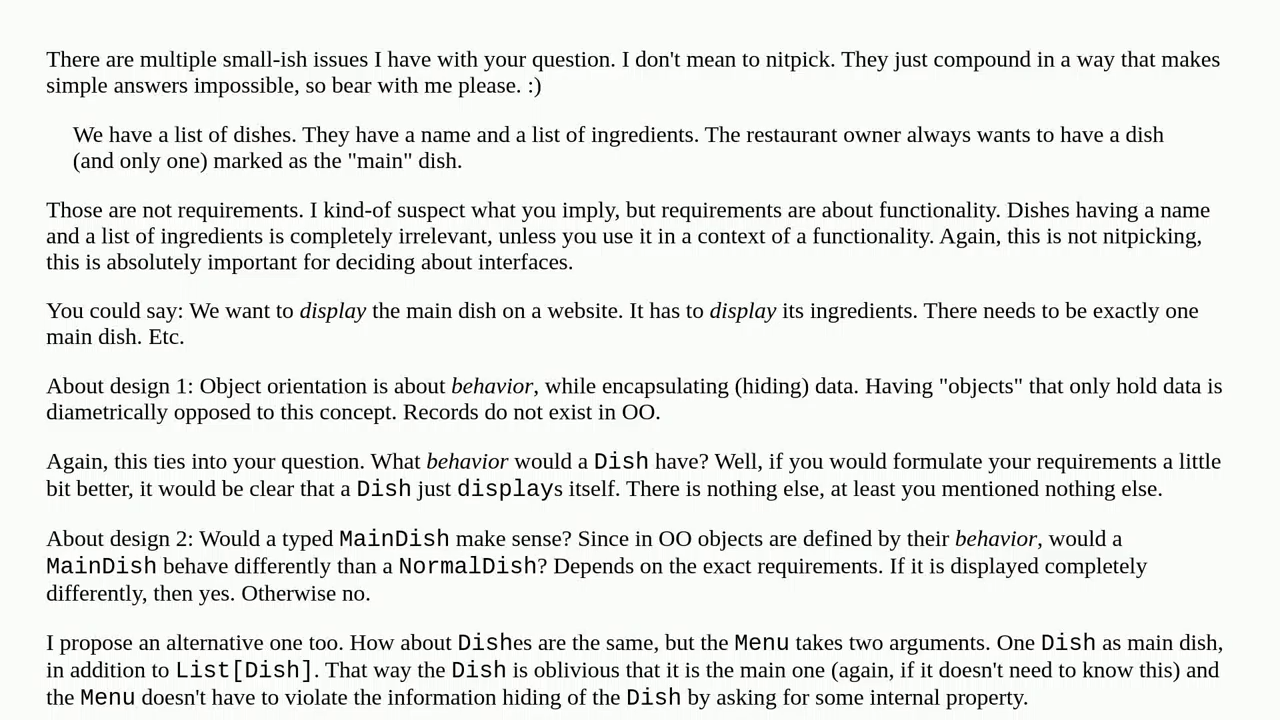 There are multiple small-ish issues I have with your question. I don't mean to nitpick. They just compound in a way that makes
simple answers impossible, so bear with me please. :)
We have a list of dishes. They have a name and a list of ingredients. The restaurant owner always wants to have a dish
(and only one) marked as the "main" dish.
Those are not requirements. I kind-of suspect what you imply, but requirements are about functionality. Dishes having a name
and a list of ingredients is completely irrelevant, unless you use it in a context of a functionality. Again, this is not nitpicking,
this is absolutely important for deciding about interfaces.
You could say: We want to display the main dish on a website. It has to display its ingredients. There needs to be exactly one
main dish. Etc.
About design 1: Object orientation is about behavior, while encapsulating (hiding) data. Having "objects" that only hold data is
diametrically opposed to this concept. Records do not exist in OO.
Again, this ties into your question. What behavior would a Dish have? Well, if you would formulate your requirements a little
bit better, it would be clear that a Dish just displays itself. There is nothing else, at least you mentioned nothing else.
About design 2: Would a typed MainDish make sense? Since in OO objects are defined by their behavior, would a
MainDish behave differently than a NormalDish? Depends on the exact requirements. If it is displayed completely
differently, then yes. Otherwise no.
I propose an alternative one too. How about Dishes are the same, but the Menu takes two arguments. One Dish as main dish,
in addition to List[Dish]. That way the Dish is oblivious that it is the main one (again, if it doesn't need to know this) and
the Menu doesn't have to violate the information hiding of the Dish by asking for some internal property.